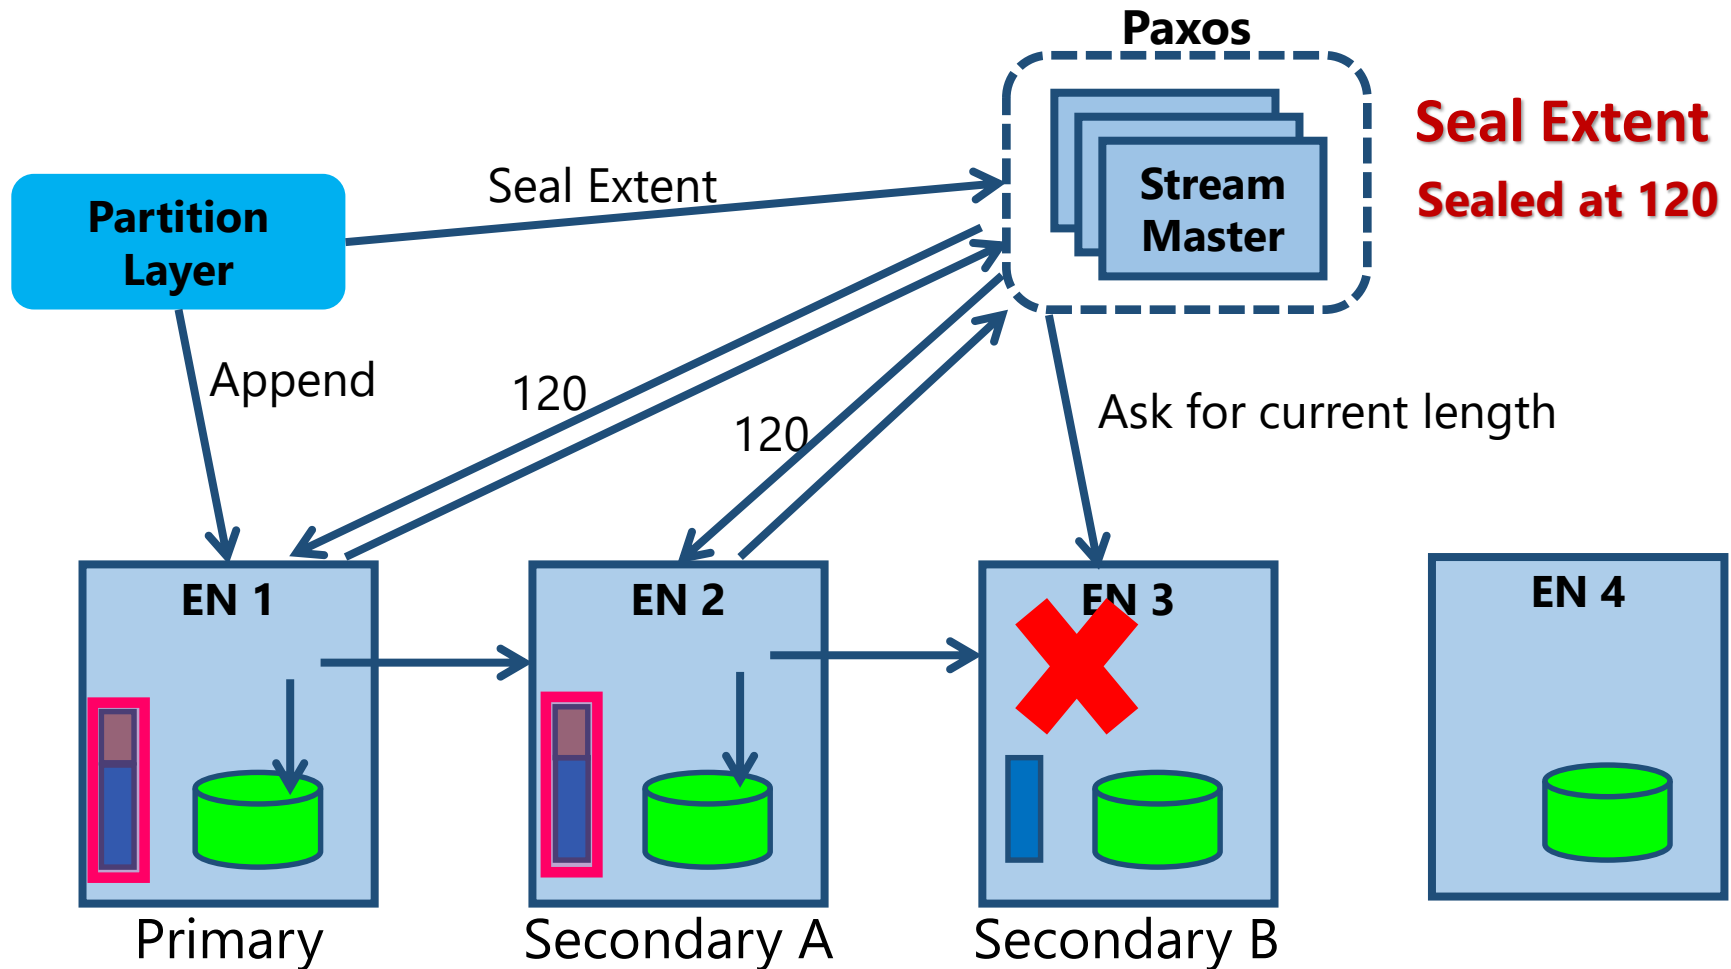 Paxos
Seal Extent
Sealed at 120
Stream
Master
Seal Extent
Partition
Layer
Append
120
120
Ask for current length
EN 1
EN 2
EN 3
EN 4
Primary
Secondary A
Secondary B